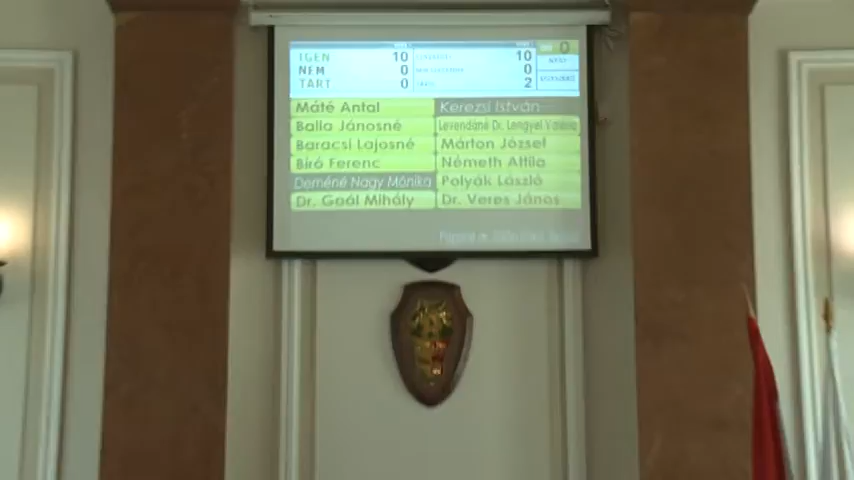 IGEN 10 10
NEM 0 0
TART 0 2
0
EGYSZERŰ
Máté Antal
Kerezsi István
Balla Jánosné
Levendáné Dr. Lengyel Valéria
Baracsi Lajosné
Márton József
Bíró Ferenc
Németh Attila
Deméné Nagy Mónika
Polyák László
Dr. Gaál Mihály
Dr. Veres János